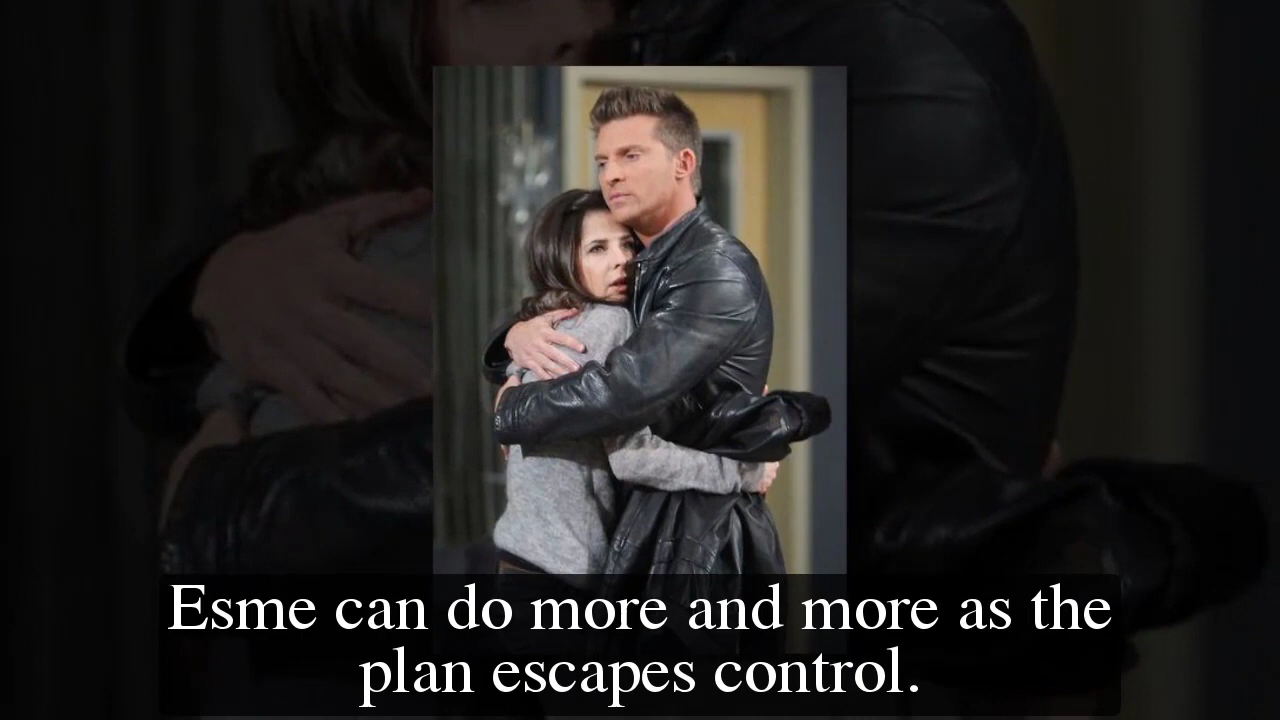 Esme can do more and more as the
plan escapes control.